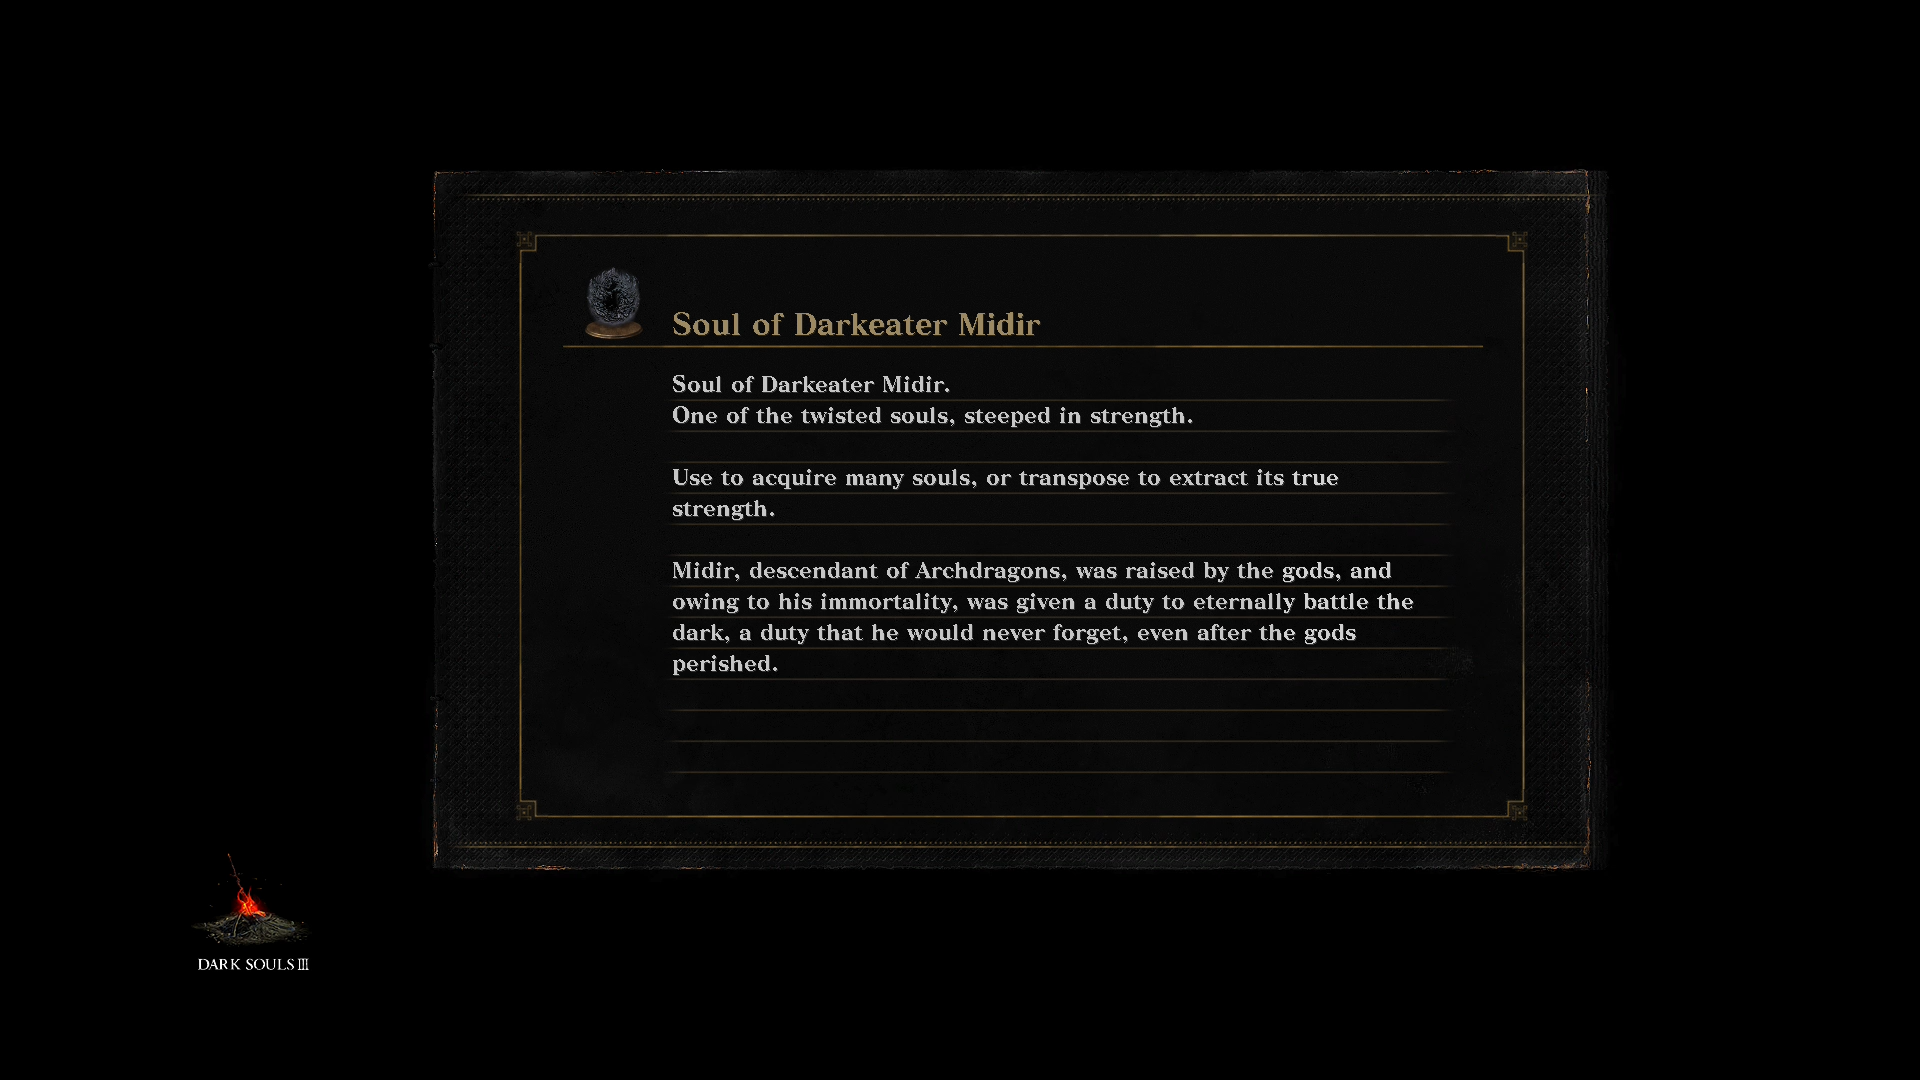 Soul of Darkeater Midir
Soul of Darkeater Midir.
One of the twisted souls, steeped in strength.
Use to acquire many souls, or transpose to extract its true
strength.
Midir, descendant of Archdragons, was raised by the gods, and
owing to his immortality, was given a duty to eternally battle the
dark, a duty that he would never forget, even after the gods
perished.
DARK SOULS III